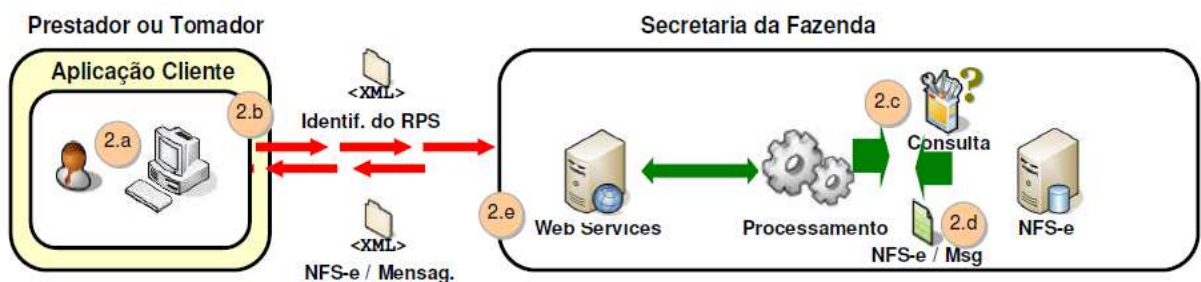 Prestador ou Tomador
Secretaria da Fazenda
Aplicação Cliente
<XML>
Identif. do RPS
2.a
2.b
2.c
?
Consulta
2.e
Web Services
Processamento
2.d
NFS-e
NFS-e / Msg
<XML>
NFS-e / Mensag.